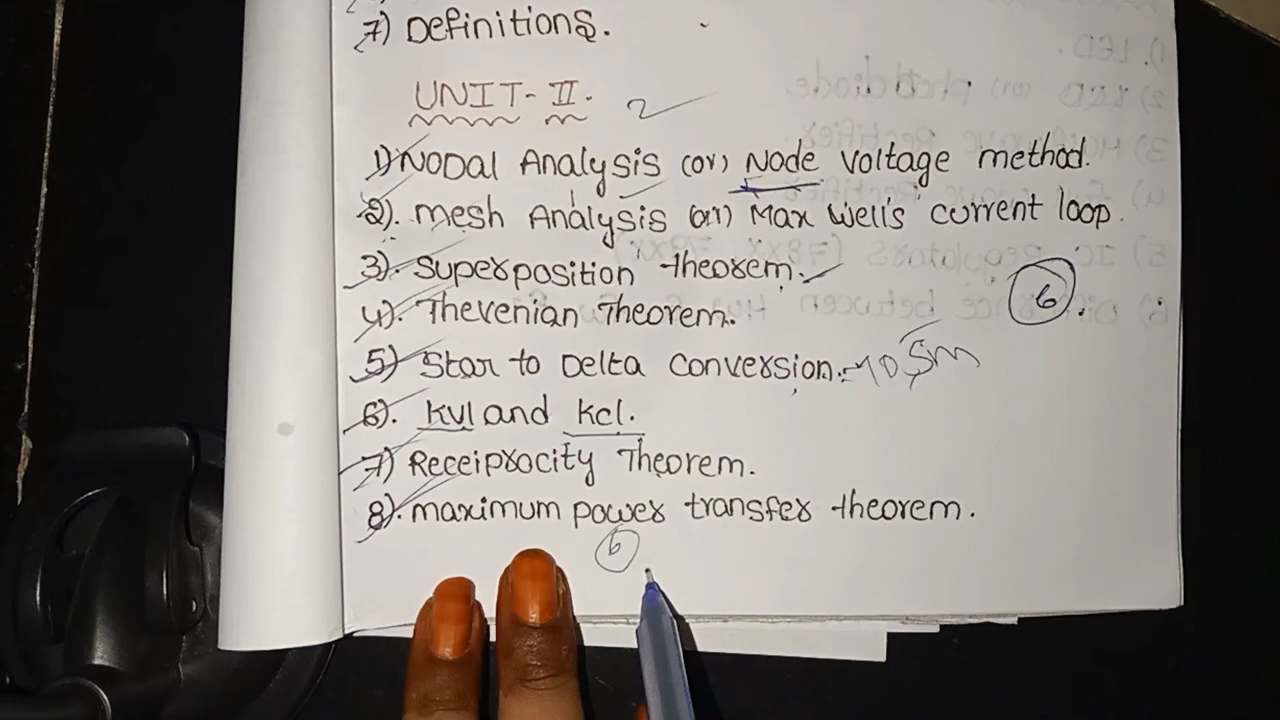 7) Definitions.
UNIT-II. 2
1) NODal Analysis (or) Node voltage method.
2). mesh Analysis (or) Max well's current loop.
3). Superposition theorem.
6.
4). Thevenian Theorem.
5) Star to Delta Conversion. 10 5m
6). kvl and kcl.
7) Receiprocity Theorem.
8). maximum power transfer theorem.
6